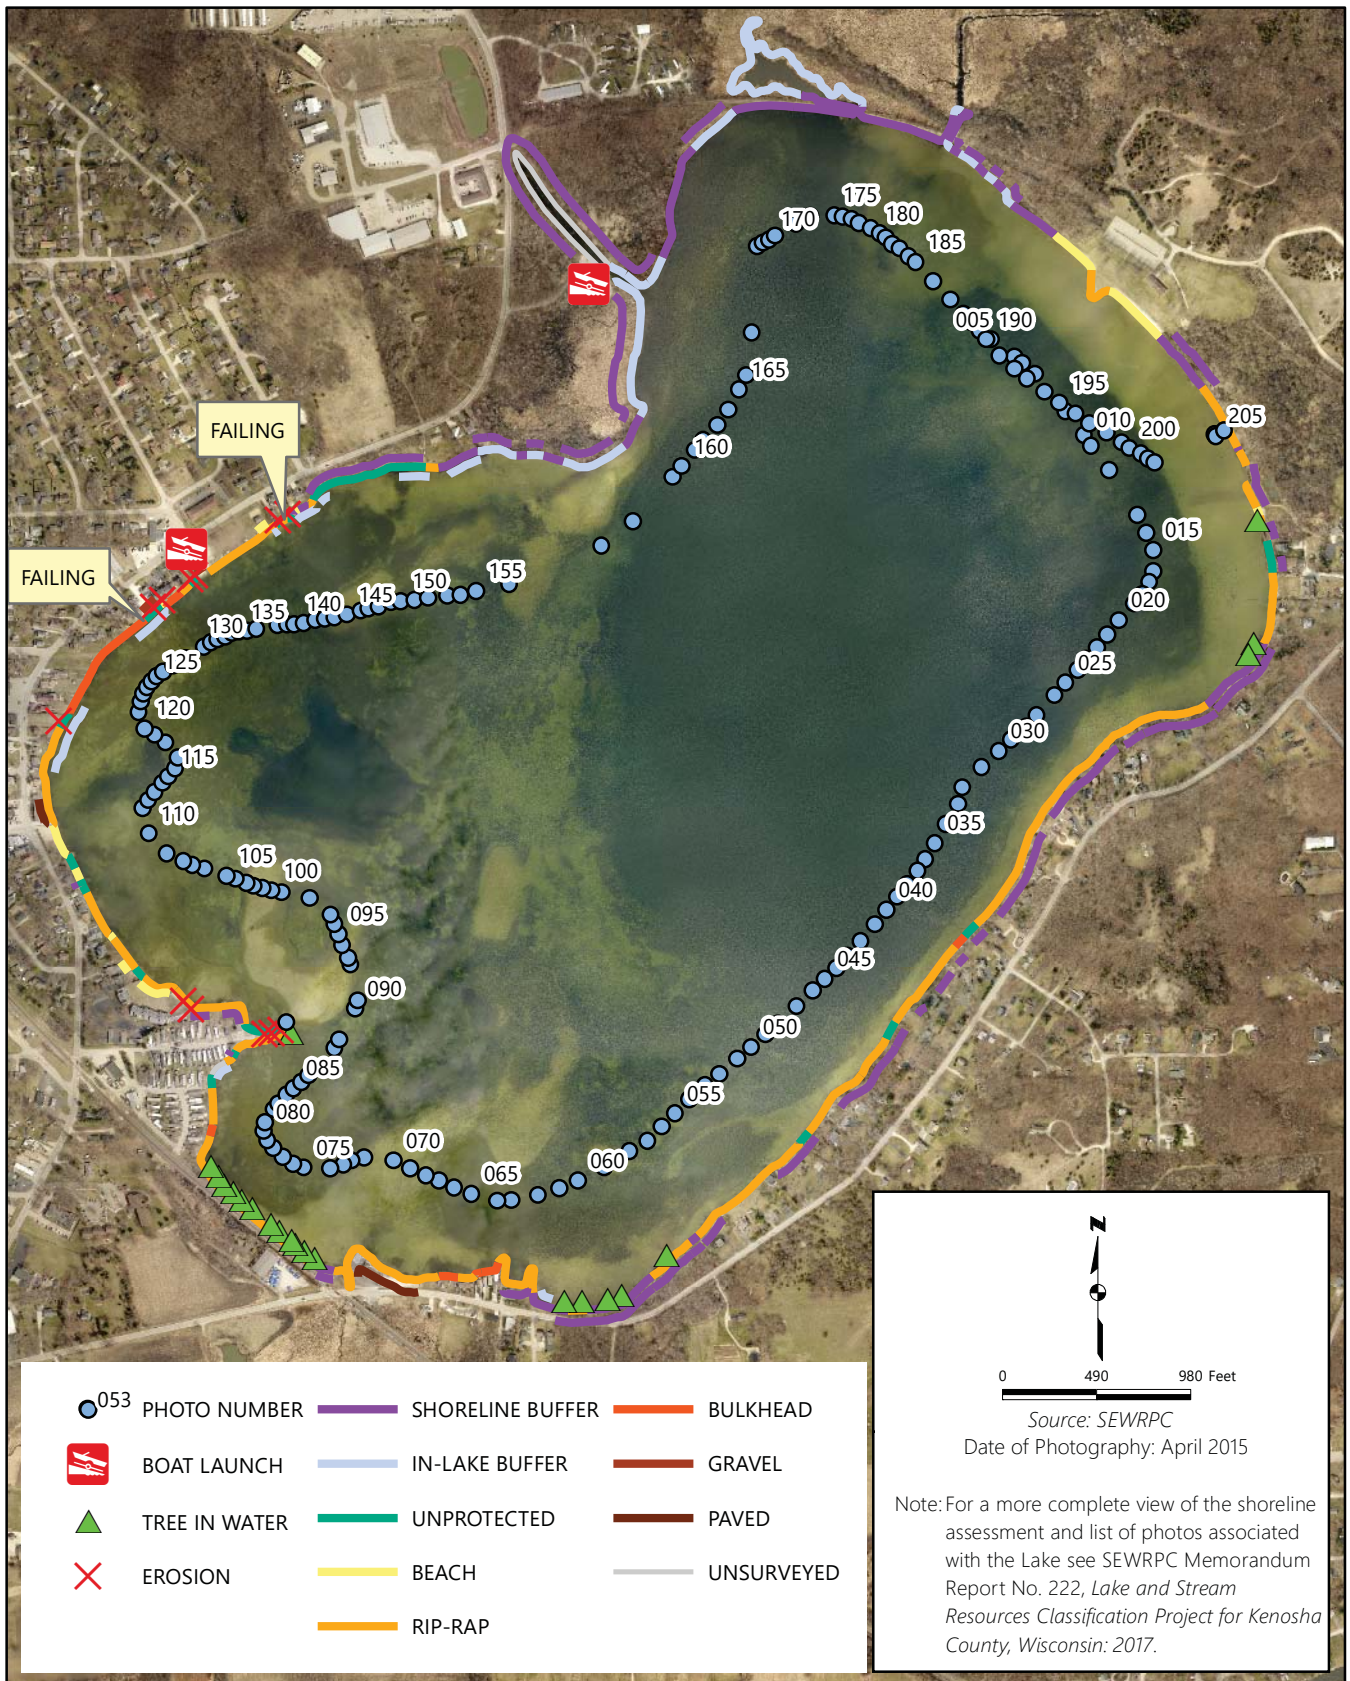 175
170
180
185
005
190
165
195
010
205
200
160
FAILING
015
155
FAILING
150
145
140
135
130
020
125
025
120
030
115
110
035
105
100
040
095
045
090
050
085
055
080
075
070
060
065
N
053
PHOTO NUMBER
BOAT LAUNCH
TREE IN WATER
EROSION
SHORELINE BUFFER
IN-LAKE BUFFER
UNPROTECTED
BEACH
RIP-RAP
BULKHEAD
GRAVEL
PAVED
UNSURVEYED
0 490 980 Feet
Source: SEWRPC
Date of Photography: April 2015
Note: For a more complete view of the shoreline
assessment and list of photos associated
with the Lake see SEWRPC Memorandum
Report No. 222, Lake and Stream
Resources Classification Project for Kenosha
County, Wisconsin: 2017.